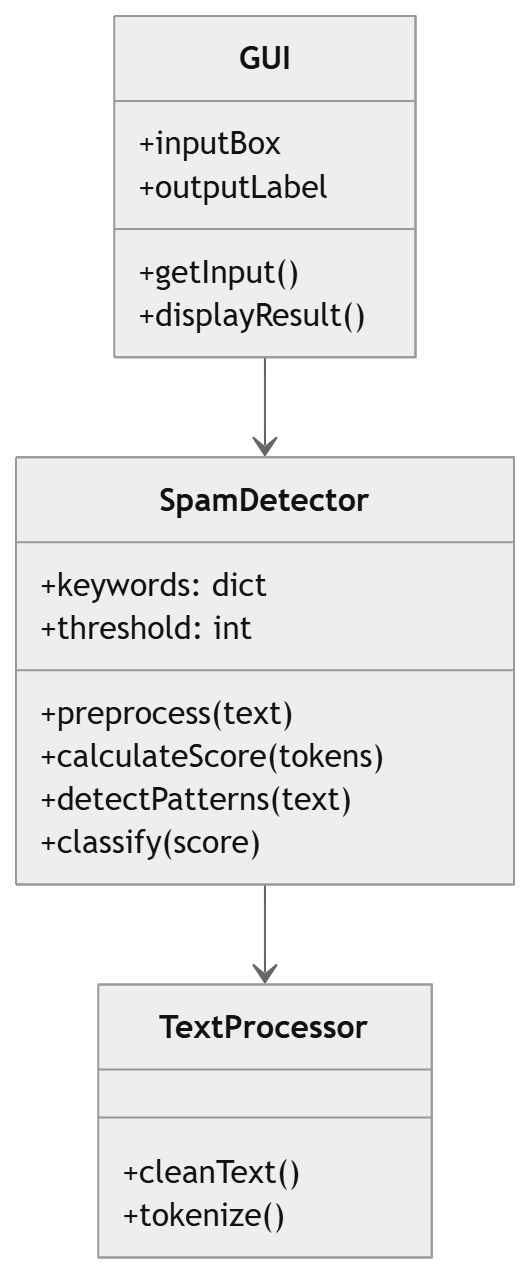 GUI
+inputBox
+outputLabel
+getInput()
+displayResult()
SpamDetector
+keywords: dict
+threshold: int
+preprocess(text)
+calculateScore(tokens)
+detectPatterns(text)
+classify(score)
TextProcessor
+cleanText()
+tokenize()